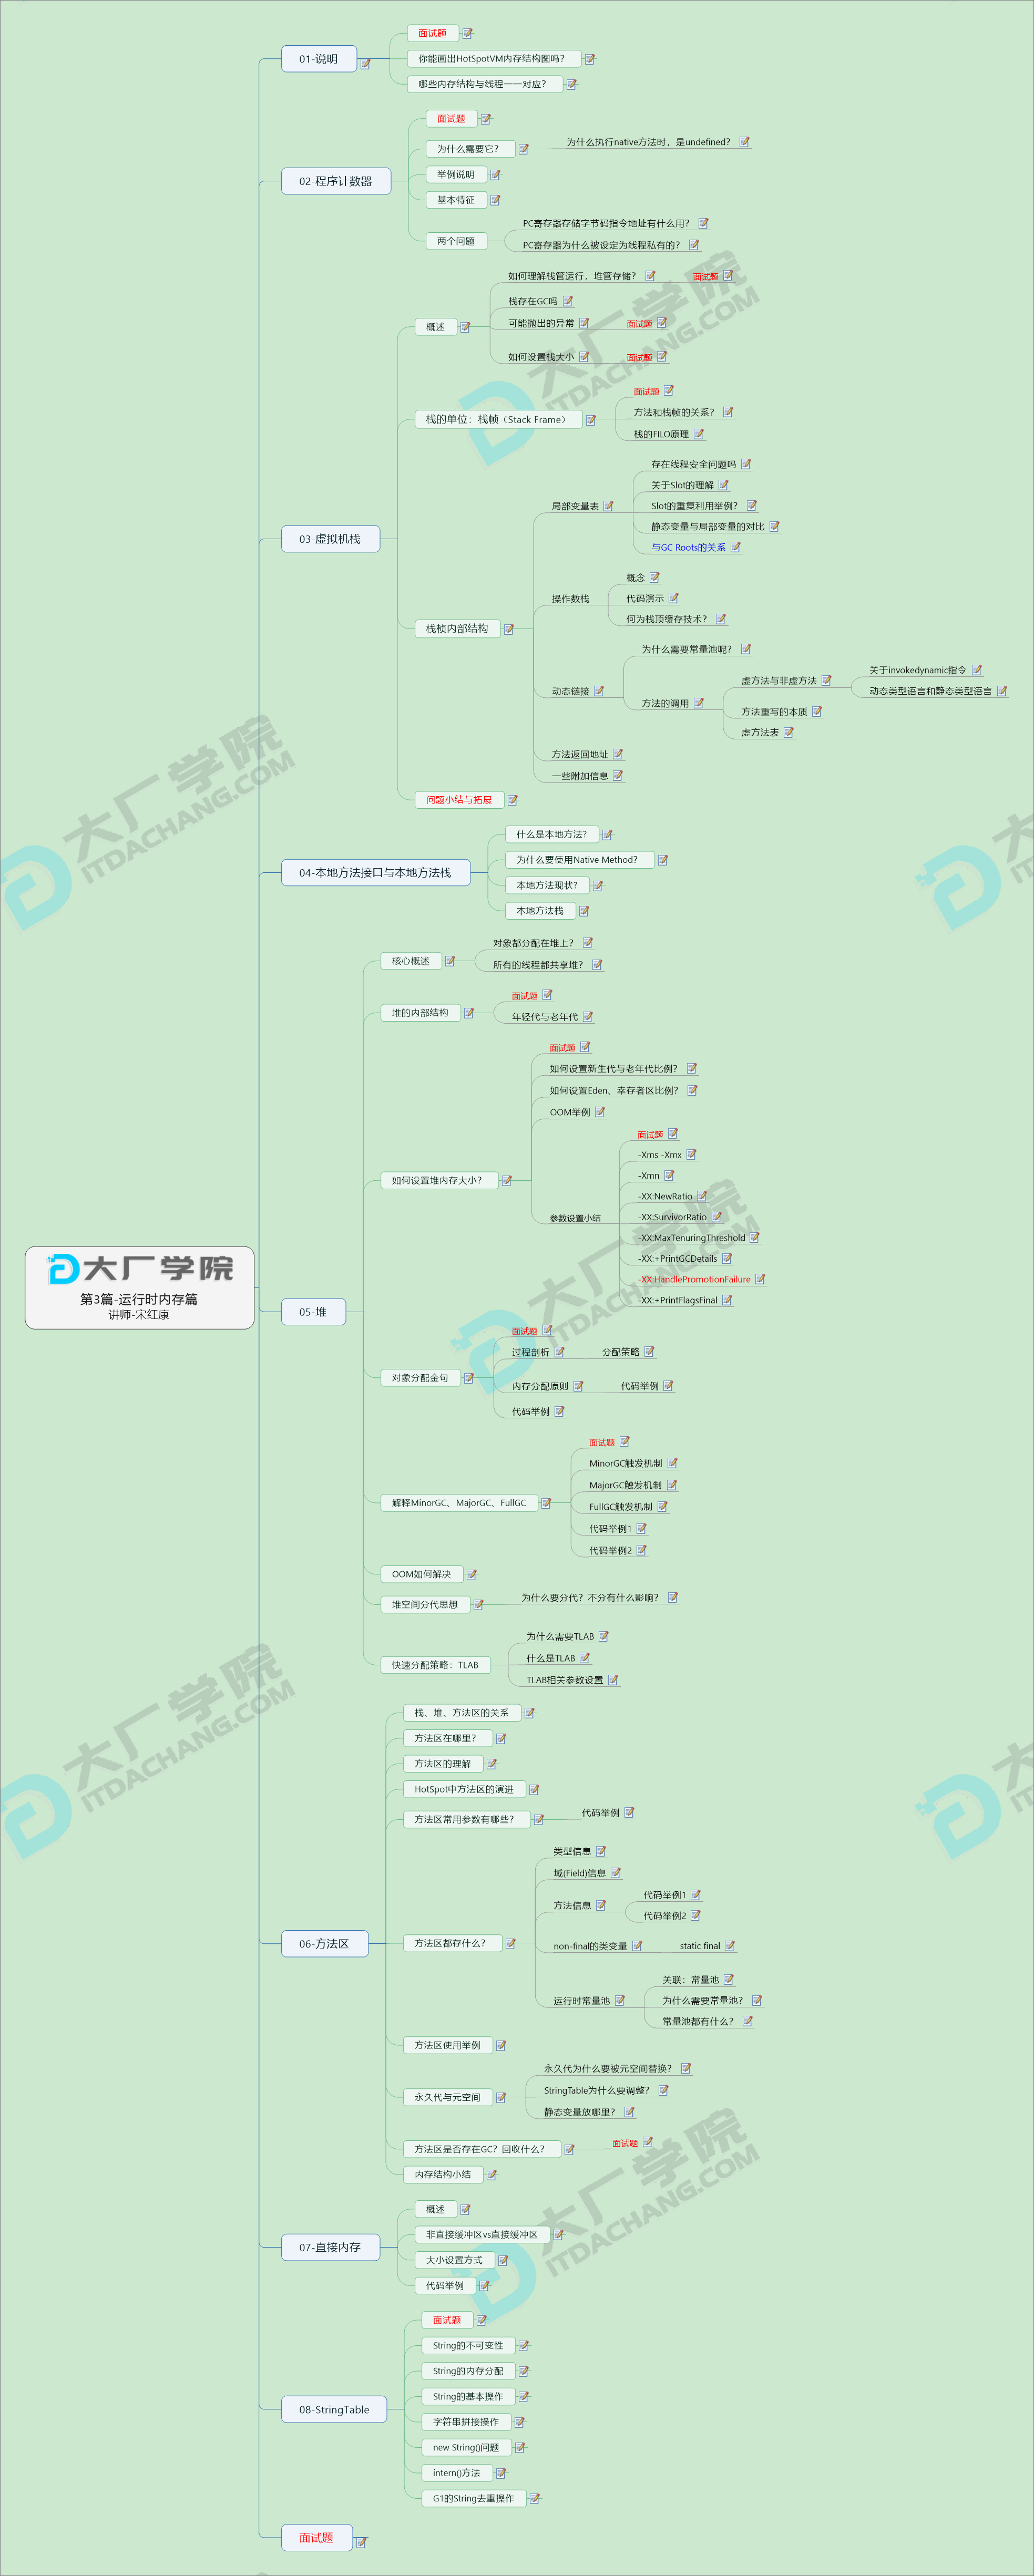 01-说明
面试题
你能画出HotSpotVM内存结构图吗?
哪些内存结构与线程一一对应?
02-程序计数器
面试题
为什么需要它?
为什么执行native方法时，是undefined?
举例说明
基本特征
两个问题
PC寄存器存储字节码指令地址有什么用?
PC寄存器为什么被设定为线程私有的?
03-虚拟机栈
概述
如何理解栈管运行，堆管存储?
面试题
栈存在GC吗
可能抛出的异常
面试题
如何设置栈大小
面试题
栈的单位：栈帧（Stack Frame）
面试题
方法和栈帧的关系?
栈的FILO原理
栈桢内部结构
局部变量表
存在线程安全问题吗
关于Slot的理解
Slot的重复利用举例?
静态变量与局部变量的对比
与GC Roots的关系
操作数栈
概念
代码演示
何为栈顶缓存技术?
动态链接
为什么需要常量池呢?
方法的调用
虚方法与非虚方法
关于invokedynamic指令
动态类型语言和静态类型语言
方法重写的本质
虚方法表
方法返回地址
一些附加信息
问题小结与拓展
04-本地方法接口与本地方法栈
什么是本地方法?
为什么要使用Native Method?
本地方法现状?
本地方法栈
大厂学院
第3篇-运行时内存篇
讲师-宋红康
05-堆
核心概述
对象都分配在堆上?
所有的线程都共享堆?
堆的内部结构
面试题
年轻代与老年代
如何设置堆内存大小?
面试题
如何设置新生代与老年代比例?
如何设置Eden、幸存者区比例?
OOM举例
参数设置小结
面试题
-Xms -Xmx
-Xmn
-XX:NewRatio
-XX:SurvivorRatio
-XX:MaxTenuringThreshold
-XX:+PrintGCDetails
-XX:HandlePromotionFailure
-XX:+PrintFlagsFinal
对象分配金句
面试题
过程剖析
分配策略
内存分配原则
代码举例
代码举例
解释MinorGC、MajorGC、FullGC
面试题
MinorGC触发机制
MajorGC触发机制
FullGC触发机制
代码举例1
代码举例2
OOM如何解决
堆空间分代思想
为什么要分代？不分有什么影响?
快速分配策略：TLAB
为什么需要TLAB
什么是TLAB
TLAB相关参数设置
06-方法区
栈、堆、方法区的关系
方法区在哪里?
方法区的理解
HotSpot中方法区的演进
方法区常用参数有哪些?
代码举例
方法区都存什么?
类型信息
域(Field)信息
方法信息
代码举例1
代码举例2
non-final的类变量
static final
运行时常量池
关联：常量池
为什么需要常量池?
常量池都有什么?
方法区使用举例
永久代与元空间
永久代为什么要被元空间替换?
StringTable为什么要调整?
静态变量放哪里?
方法区是否存在GC？回收什么?
面试题
内存结构小结
07-直接内存
概述
非直接缓冲区vs直接缓冲区
大小设置方式
代码举例
08-StringTable
面试题
String的不可变性
String的内存分配
String的基本操作
字符串拼接操作
new String()问题
intern()方法
G1的String去重操作
面试题
大厂学院
ITDACHANG.COM
大厂学院
ITDACHANG.COM
大厂学院
ITDACHANG.COM
大厂学院
ITDACHANG.COM
大厂学院
ITDACHANG.COM